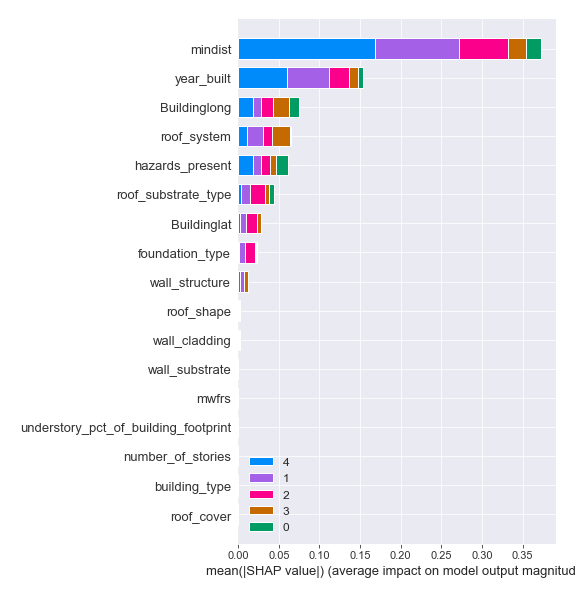 mindist
year_built
Buildinglong
roof_system
hazards_present
roof_substrate_type
Buildinglat
foundation_type
wall_structure
roof_shape
wall_cladding
wall_substrate
mwfrs
understory_pct_of_building_footprint
number_of_stories
building_type
roof_cover
4
1
2
3
0
0.00 0.05 0.10 0.15 0.20 0.25 0.30 0.35
mean(|SHAP value|) (average impact on model output magnitud